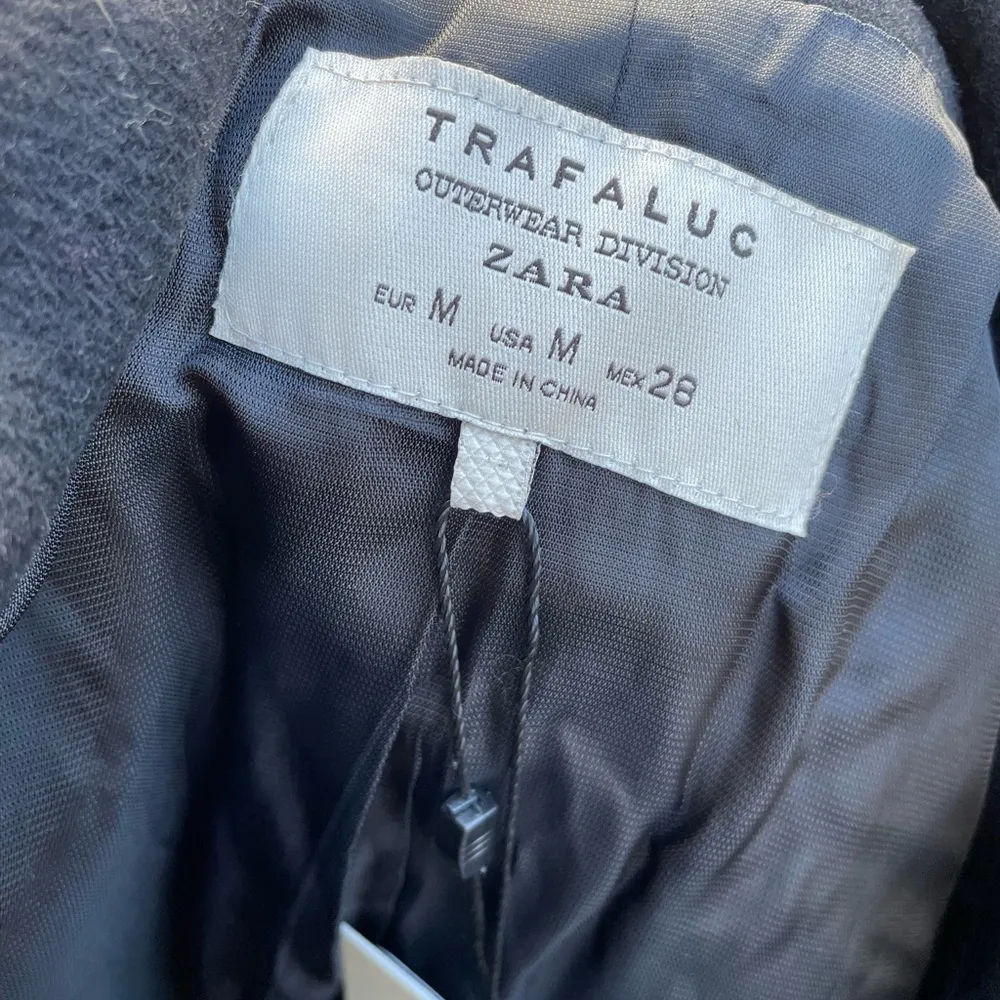 TRAFALUC
OUTERWEAR DIVISION
ZARA
EUR M USA M MEX 28
MADE IN CHINA